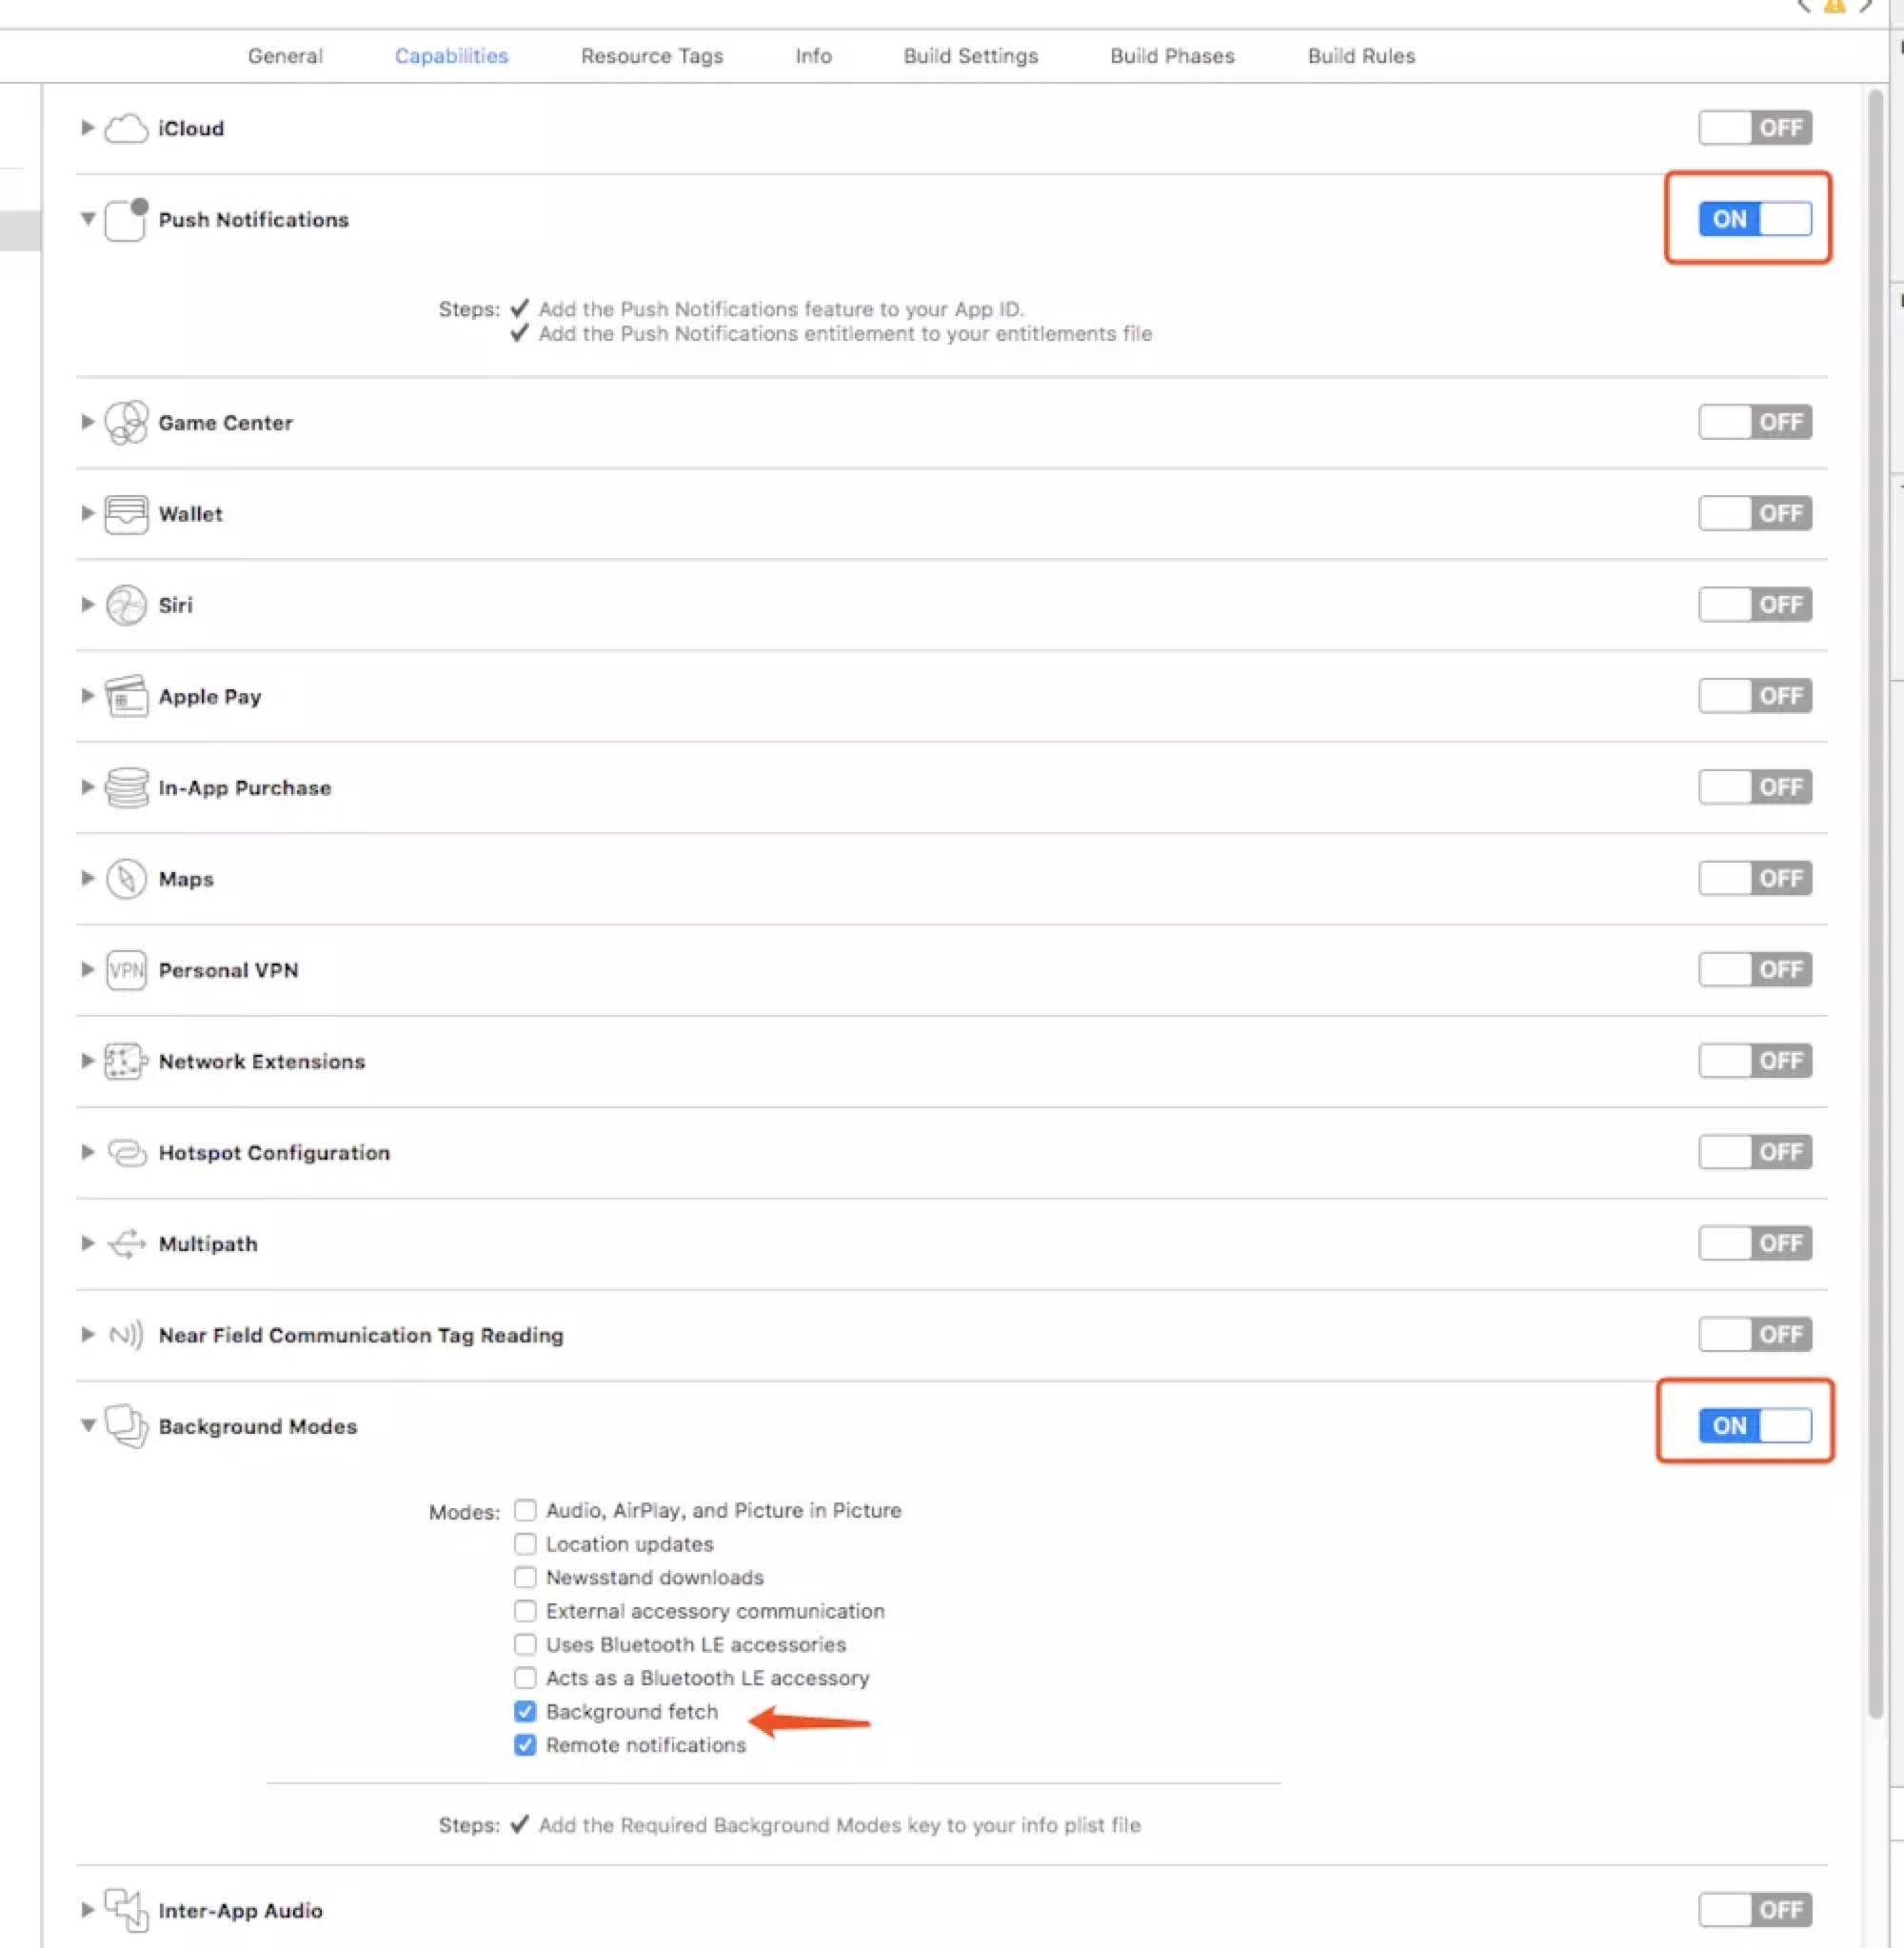 General Capabilities Resource Tags Info Build Settings Build Phases Build Rules
iCloud OFF
Push Notifications ON
Steps: ✓ Add the Push Notifications feature to your App ID.
✓ Add the Push Notifications entitlement to your entitlements file
Game Center OFF
Wallet OFF
Siri OFF
Apple Pay OFF
In-App Purchase OFF
Maps OFF
VPN Personal VPN OFF
Network Extensions OFF
Hotspot Configuration OFF
Multipath OFF
Near Field Communication Tag Reading OFF
Background Modes ON
Modes: Audio, AirPlay, and Picture in Picture
Location updates
Newsstand downloads
External accessory communication
Uses Bluetooth LE accessories
Acts as a Bluetooth LE accessory
Background fetch
Remote notifications
Steps: ✓ Add the Required Background Modes key to your info plist file
Inter-App Audio OFF